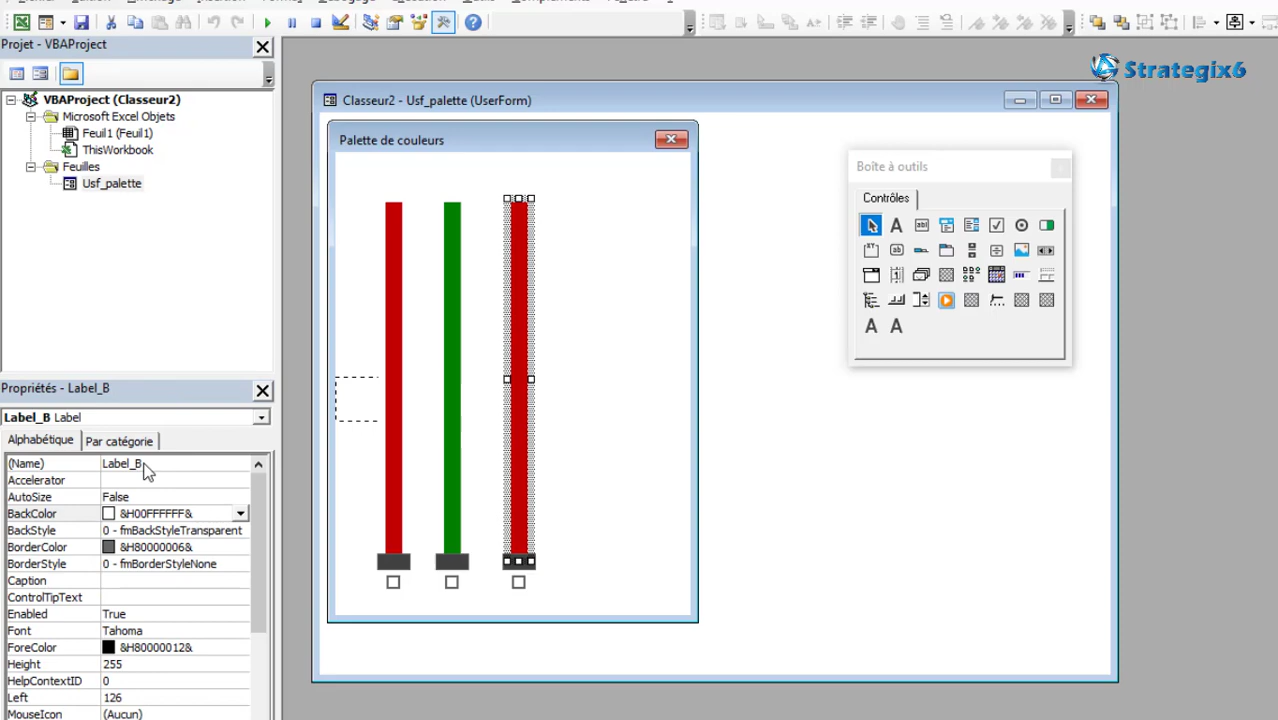 Projet - VBAProject
Strategix6
VBAProject (Classeur2)
Microsoft Excel Objets
Feuil1 (Feuil1)
ThisWorkbook
Feuilles
Usf_palette
Classeur2 - Usf_palette (UserForm)
Palette de couleurs
Boîte à outils
Contrôles
Propriétés - Label_B
Label_B Label
Alphabétique Par catégorie
(Name) Label_B
Accelerator
AutoSize False
BackColor &H00FFFFFF&
BackStyle 0 - fmBackStyleTransparent
BorderColor &H80000006&
BorderStyle 0 - fmBorderStyleNone
Caption
ControlTipText
Enabled True
Font Tahoma
ForeColor &H80000012&
Height 255
HelpContextID 0
Left 126
MouseIcon (Aucun)